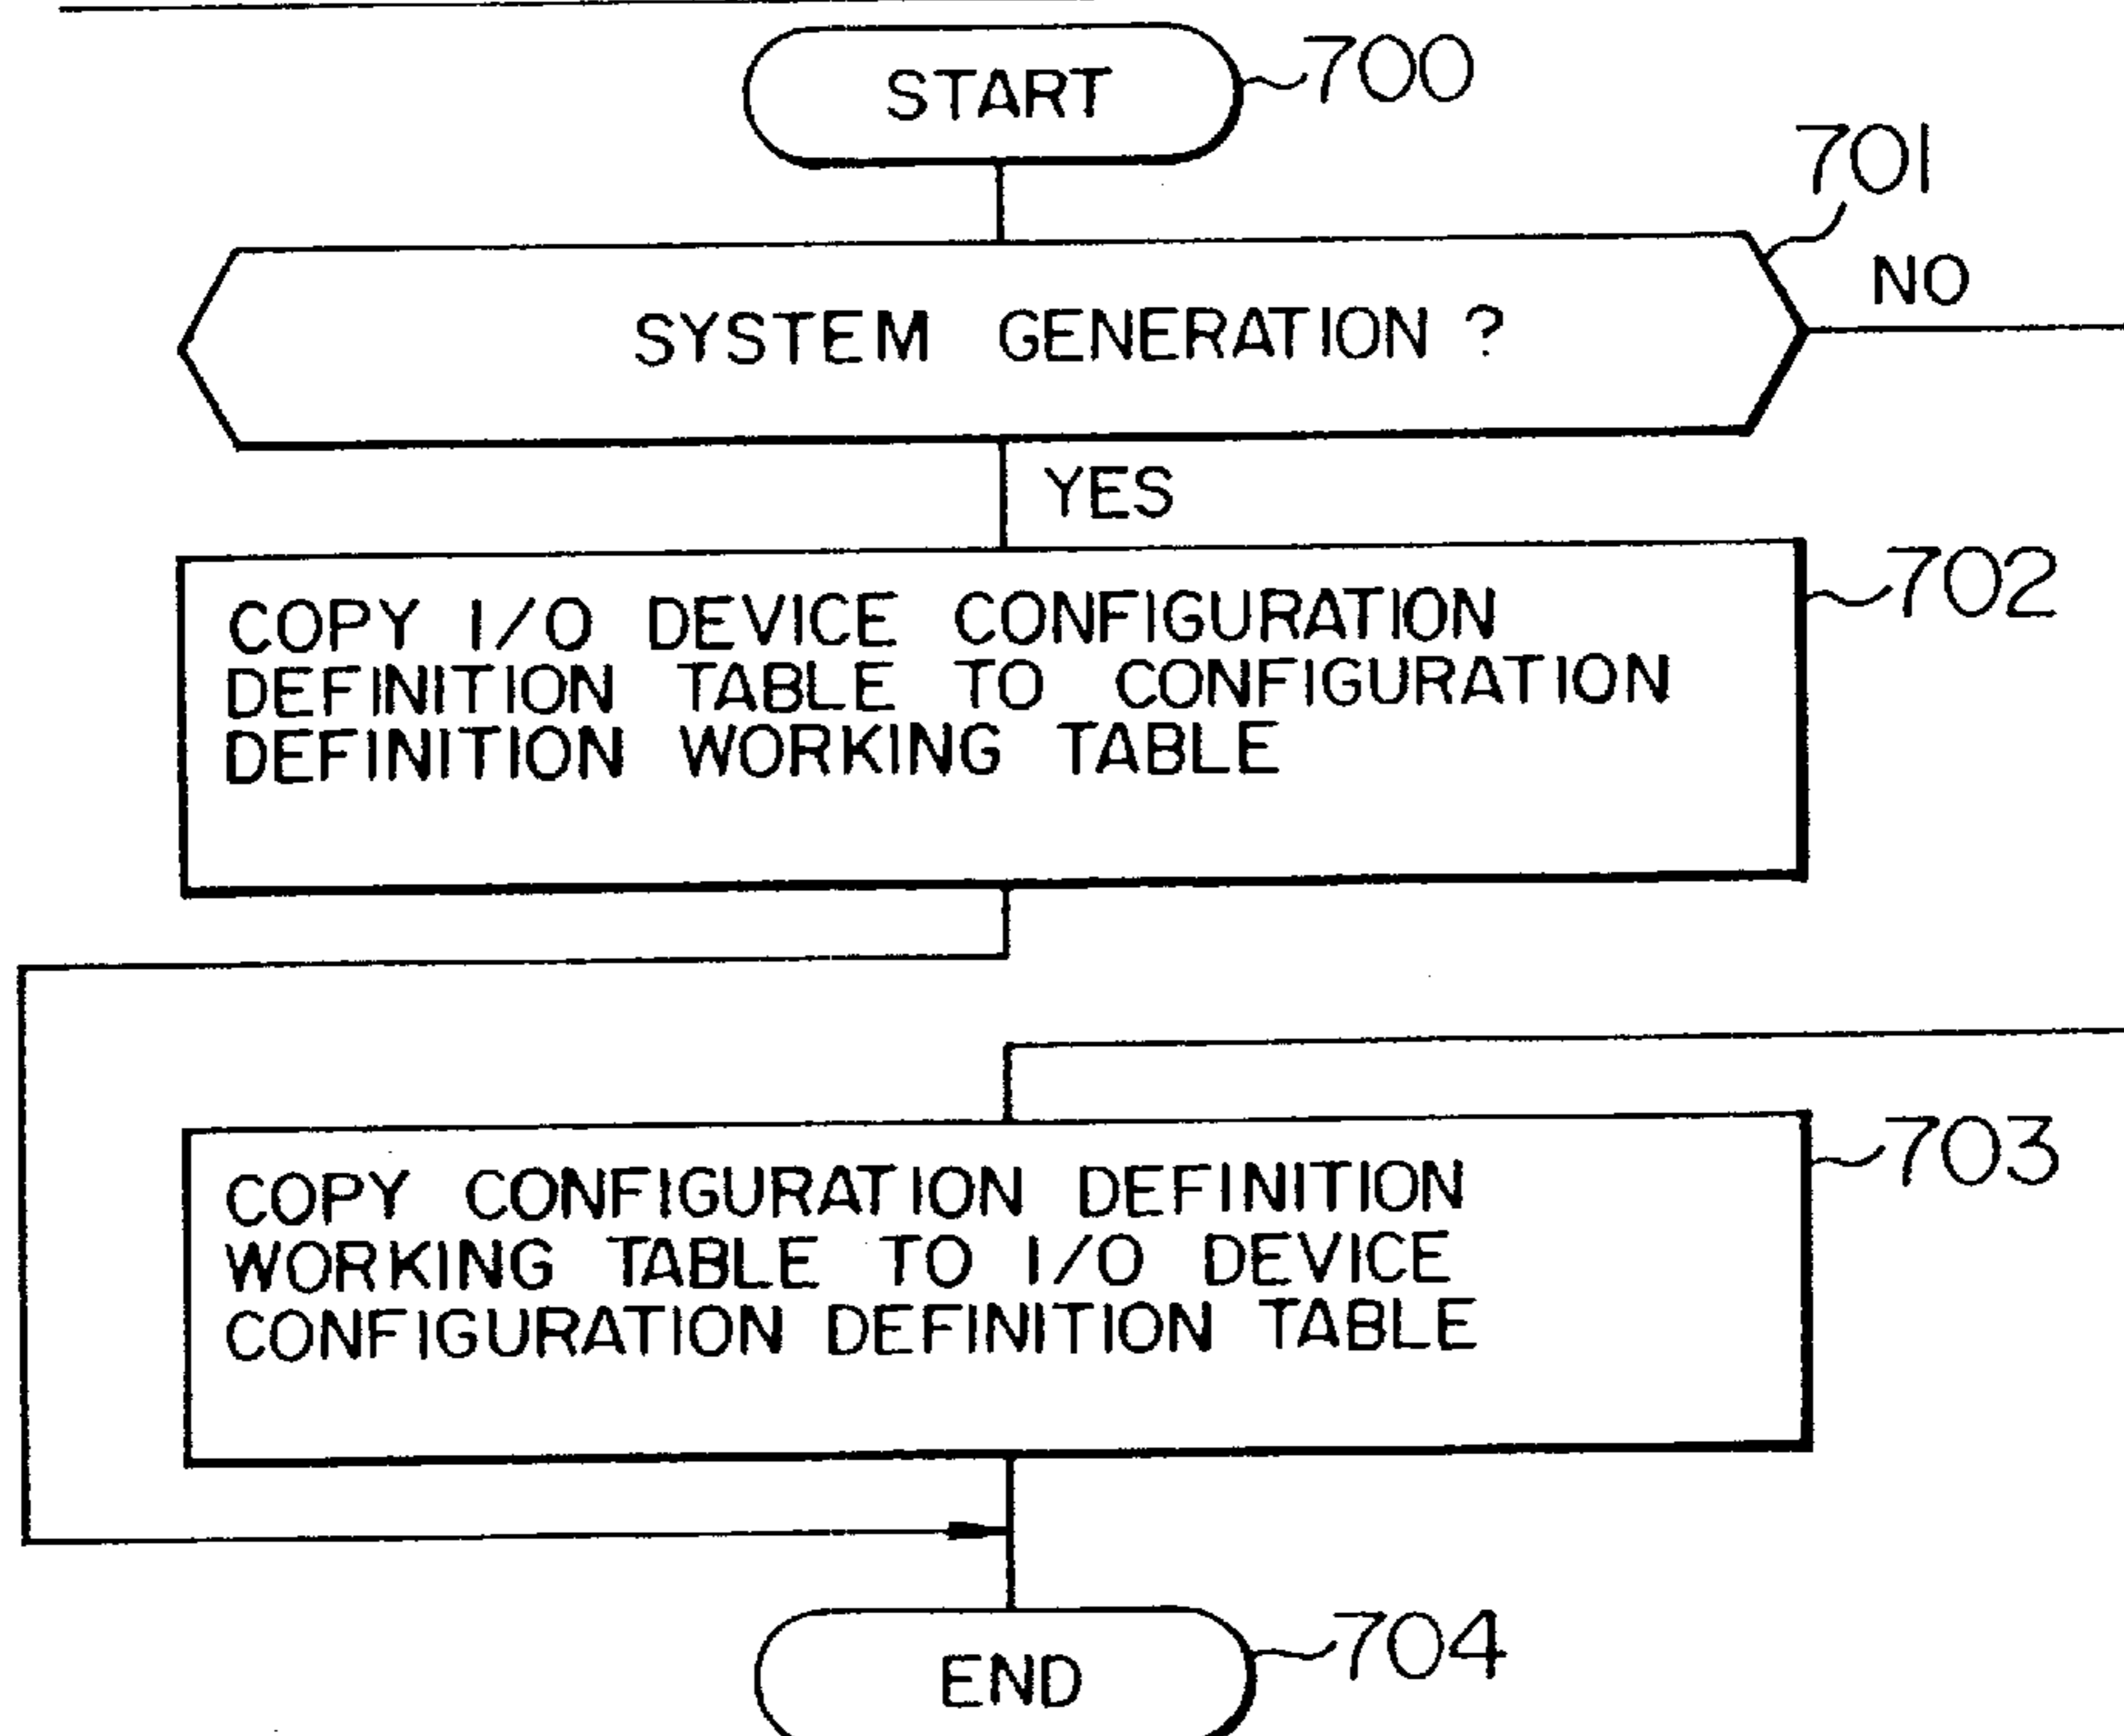 START
700
701
SYSTEM GENERATION ?
NO
YES
702
COPY I/O DEVICE CONFIGURATION
DEFINITION TABLE TO CONFIGURATION
DEFINITION WORKING TABLE
703
COPY CONFIGURATION DEFINITION
WORKING TABLE TO I/O DEVICE
CONFIGURATION DEFINITION TABLE
END
704